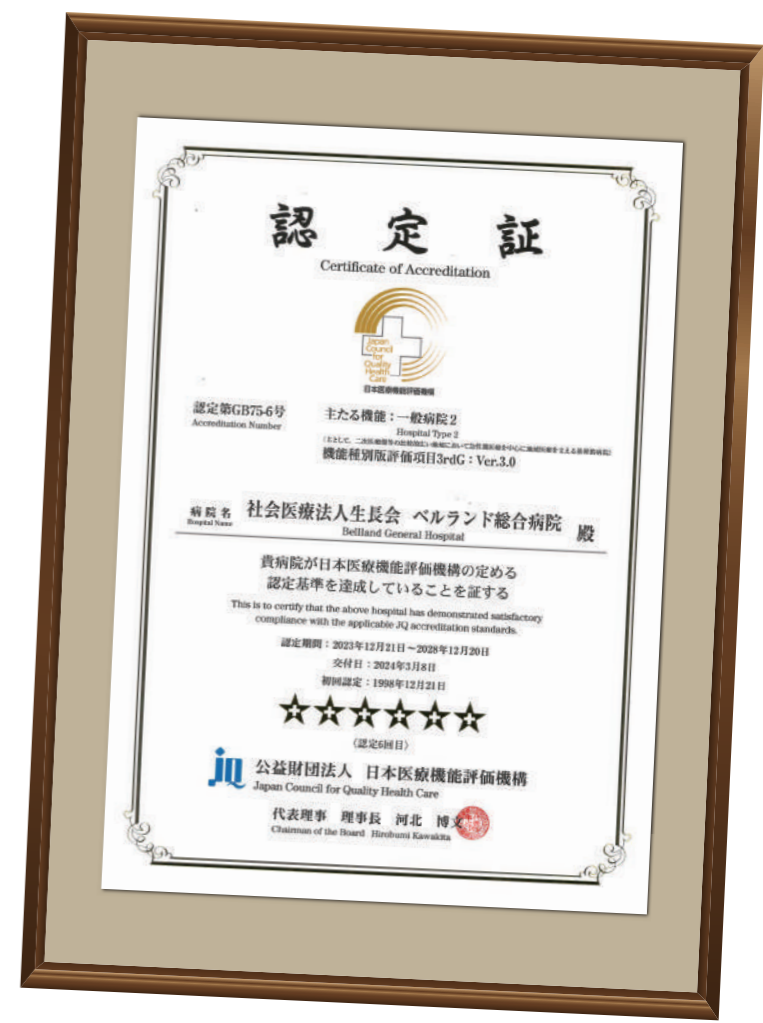 認 定 証
Certificate of Accreditation
Japan
Council
for
Quality
Health
Care
日本医療機能評価機構
認定第GB75-6号
Accreditation Number
主たる機能：一般病院2
Hospital Type 2
機能種別版評価項目3rdG：Ver.3.0
病院名
Hospital Name
社会医療法人生長会 ベルランド総合病院 殿
Bellland General Hospital
貴病院が日本医療機能評価機構の定める
認定基準を達成していることを証する
This is to certify that the above hospital has demonstrated satisfactory
compliance with the applicable JQ accreditation standards.
認定期間：2023年12月21日～2028年12月20日
交付日：2024年3月8日
初回認定：1998年12月21日
〈認定6回目〉
JQ
公益財団法人 日本医療機能評価機構
Japan Council for Quality Health Care
代表理事 理事長 河北 博文
Chairman of the Board Hirobumi Kawakita